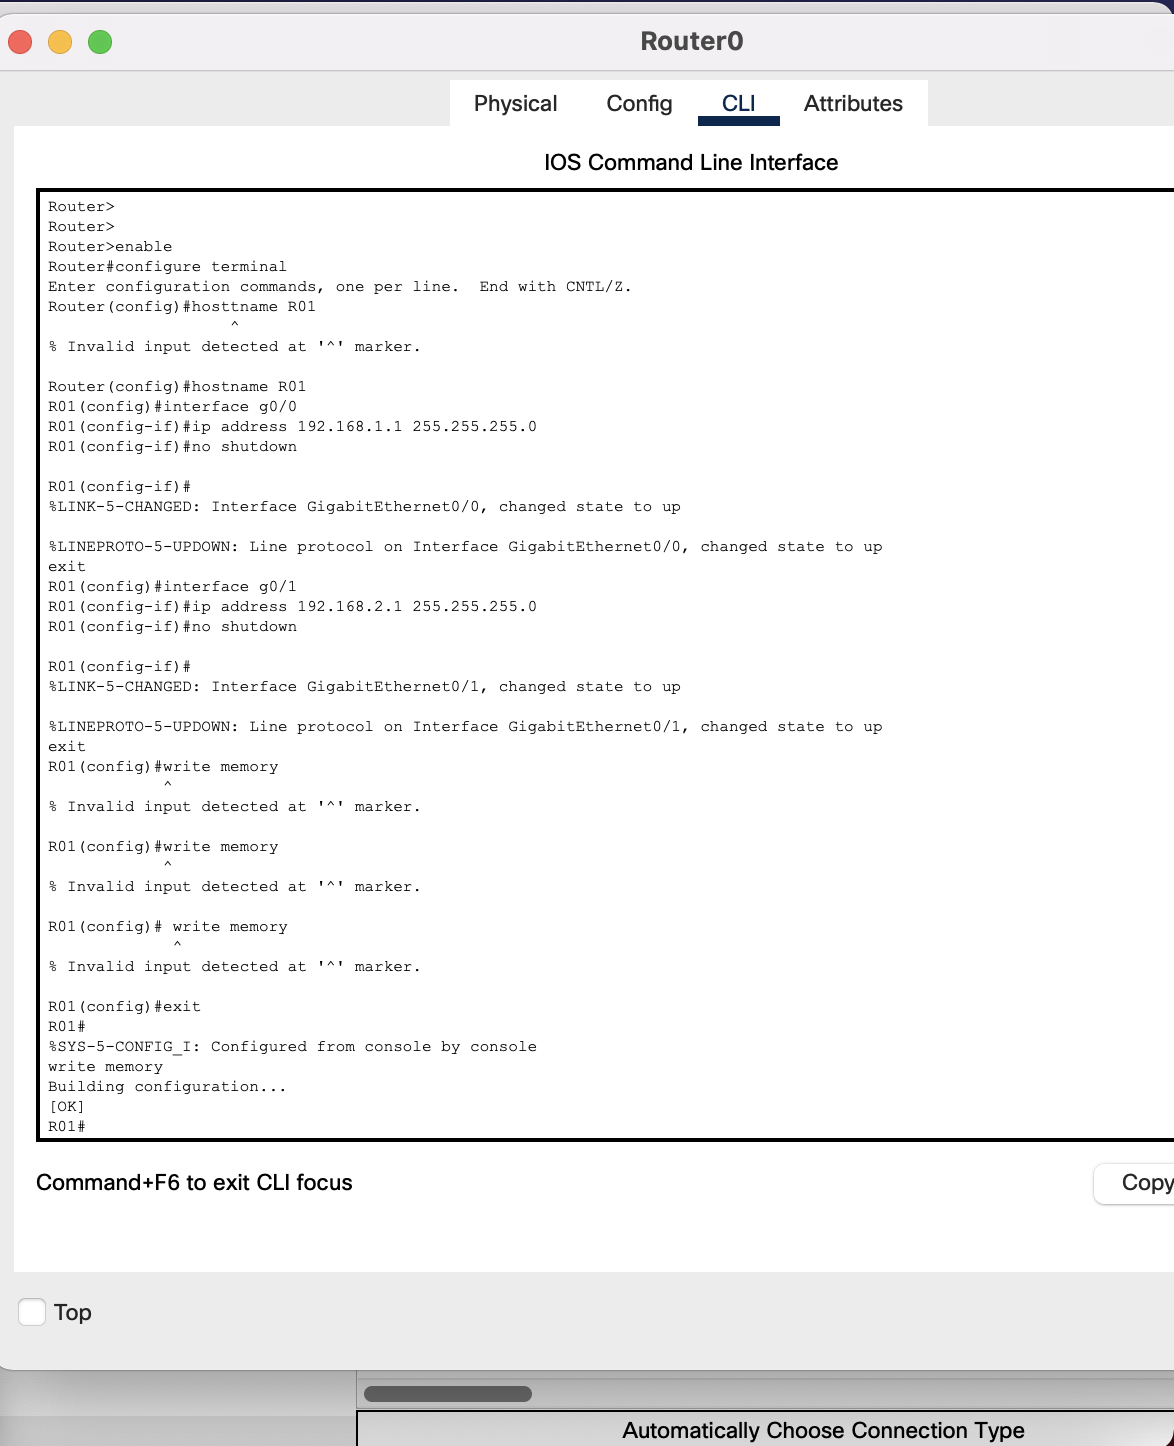 Router0
Physical Config CLI Attributes
IOS Command Line Interface
Router>
Router>
Router>enable
Router#configure terminal
Enter configuration commands, one per line.  End with CNTL/Z.
Router(config)#hosttname R01
^
% Invalid input detected at '^' marker.
Router(config)#hostname R01
R01(config)#interface g0/0
R01(config-if)#ip address 192.168.1.1 255.255.255.0
R01(config-if)#no shutdown
R01(config-if)#
%LINK-5-CHANGED: Interface GigabitEthernet0/0, changed state to up
%LINEPROTO-5-UPDOWN: Line protocol on Interface GigabitEthernet0/0, changed state to up
exit
R01(config)#interface g0/1
R01(config-if)#ip address 192.168.2.1 255.255.255.0
R01(config-if)#no shutdown
R01(config-if)#
%LINK-5-CHANGED: Interface GigabitEthernet0/1, changed state to up
%LINEPROTO-5-UPDOWN: Line protocol on Interface GigabitEthernet0/1, changed state to up
exit
R01(config)#write memory
^
% Invalid input detected at '^' marker.
R01(config)#write memory
^
% Invalid input detected at '^' marker.
R01(config)# write memory
^
% Invalid input detected at '^' marker.
R01(config)#exit
R01#
%SYS-5-CONFIG_I: Configured from console by console
write memory
Building configuration...
[OK]
R01#
Command+F6 to exit CLI focus
Copy
Top
Automatically Choose Connection Type